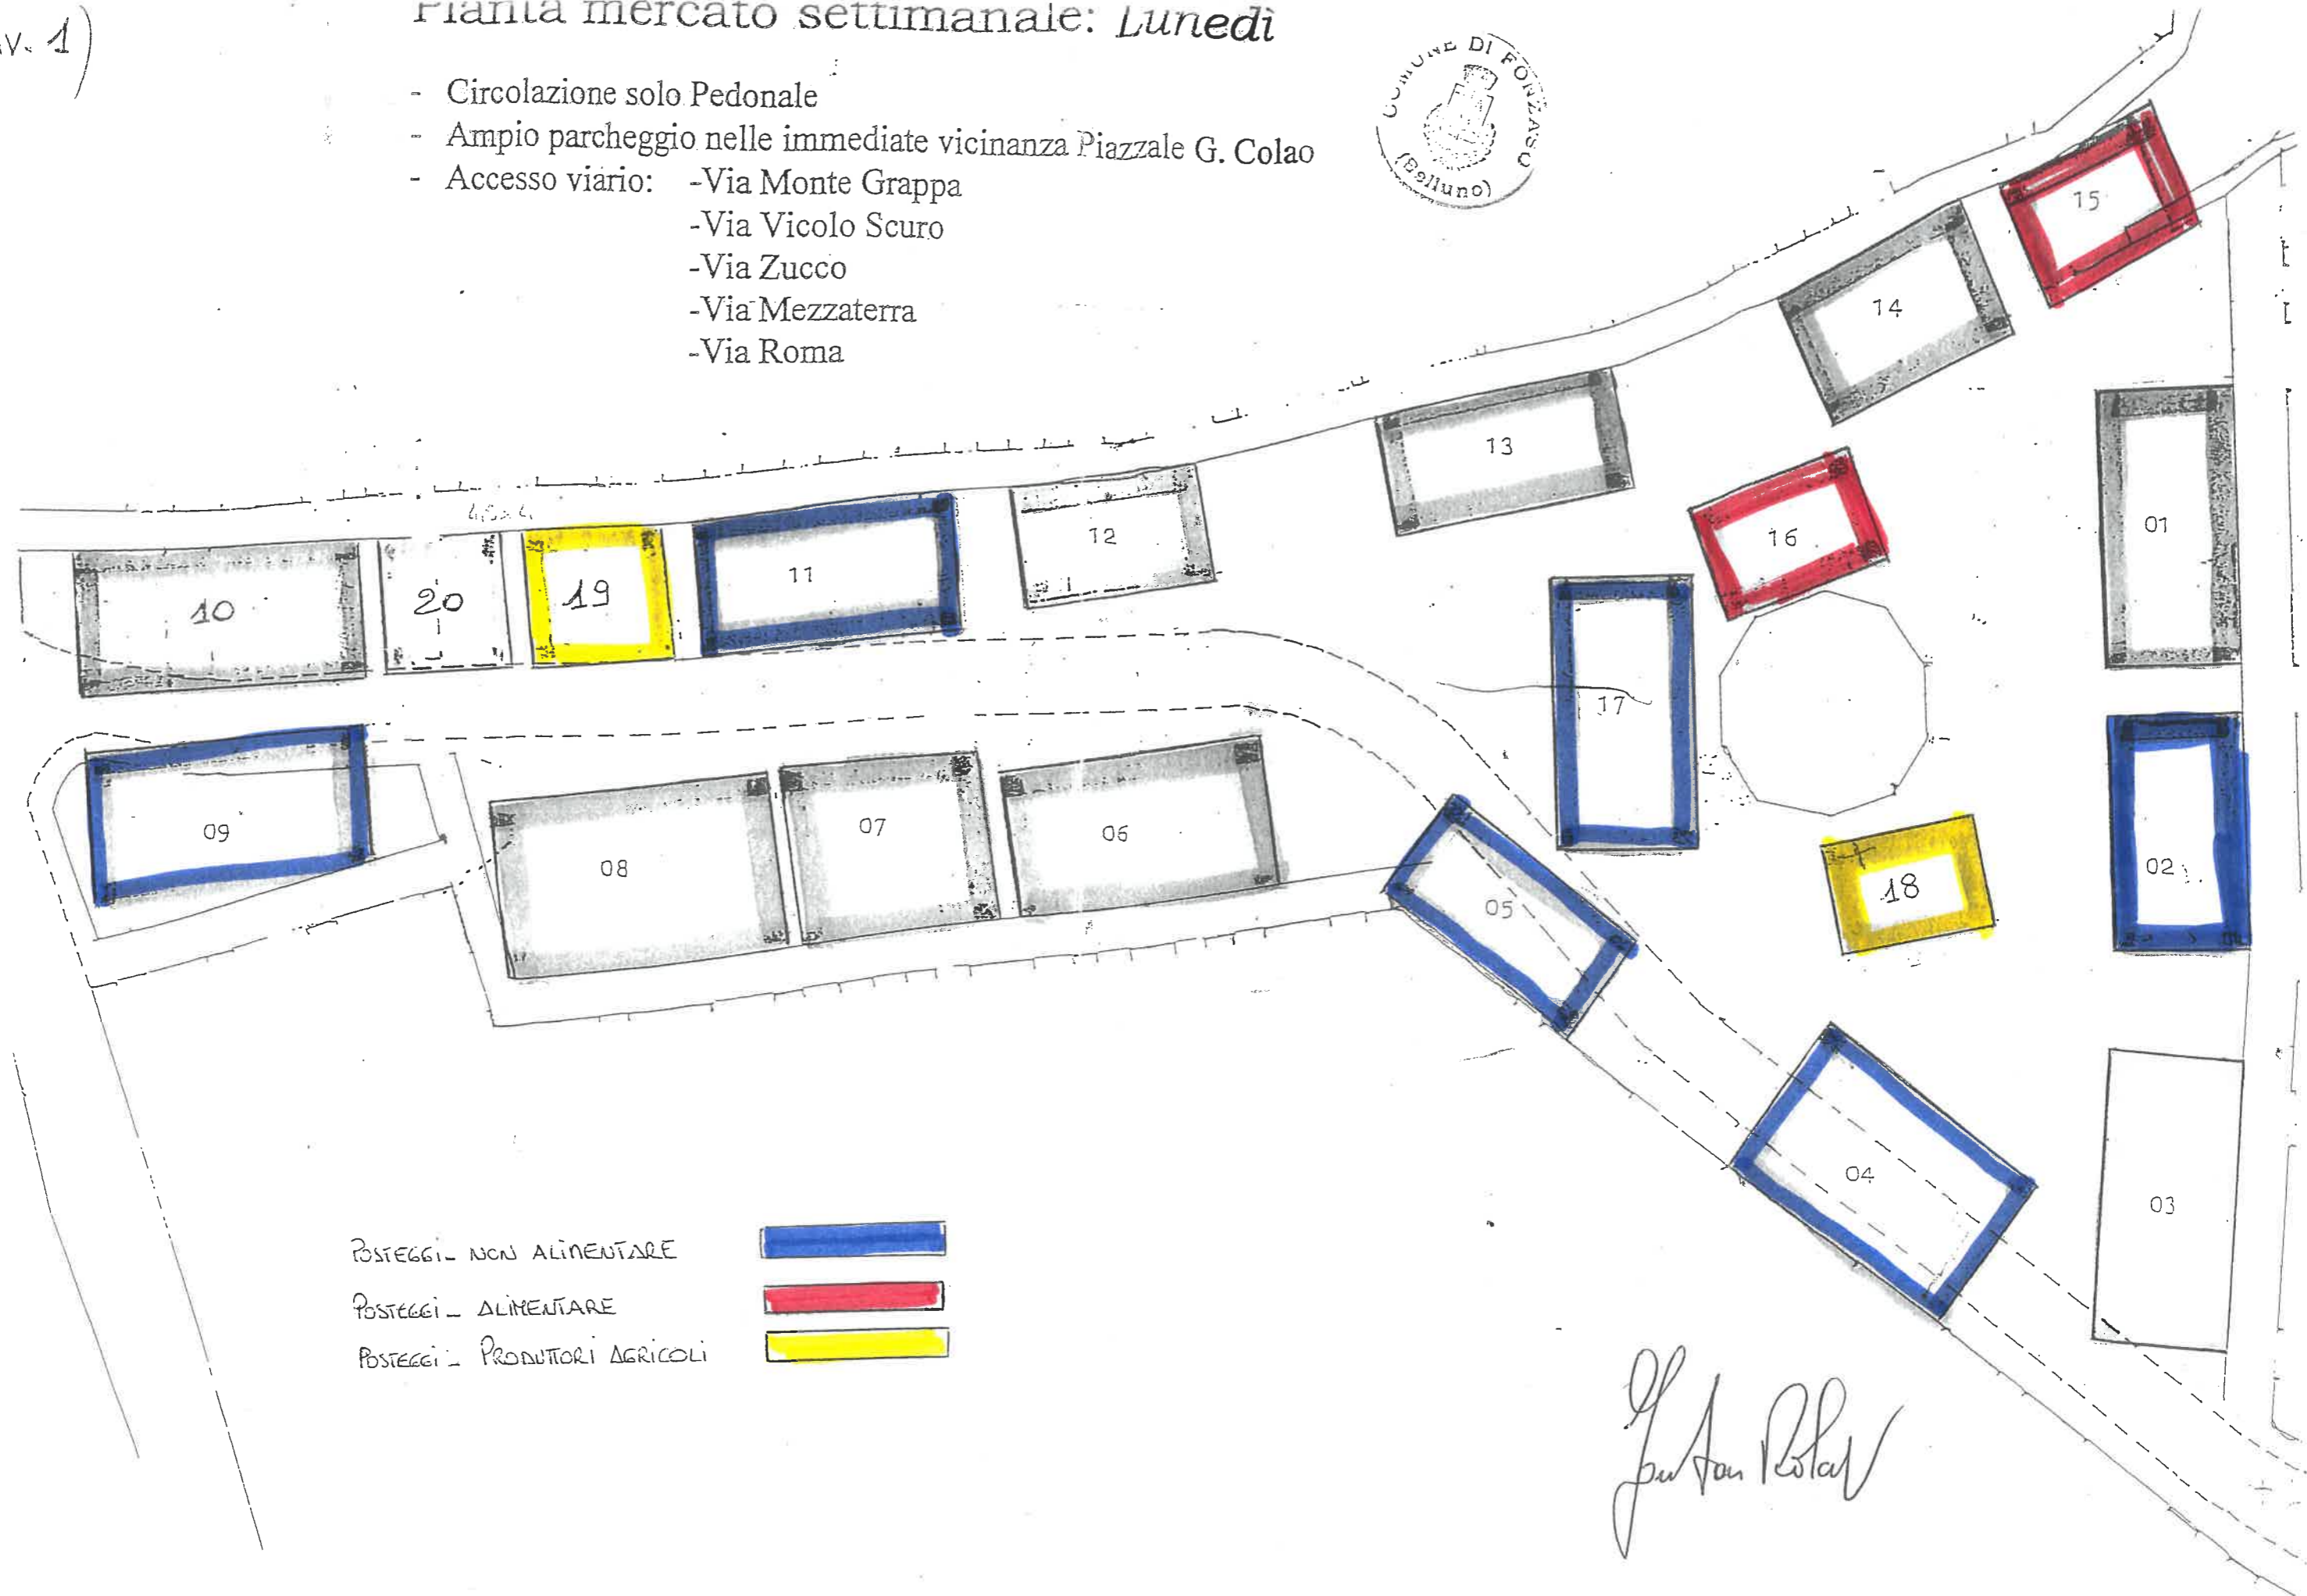 v. 1)
Pianta mercato settimanale: Lunedì
- Circolazione solo Pedonale
- Ampio parcheggio nelle immediate vicinanza Piazzale G. Colao
- Accesso viario: -Via Monte Grappa
-Via Vicolo Scuro
-Via Zucco
-Via Mezzaterra
-Via Roma
COMUNE DI FONZASO
(Belluno)
15
14
13
16
01
12
11
19
20
10
17
02
18
09
08
07
06
05
04
03
POSTEGGI - NON ALIMENTARE
POSTEGGI - ALIMENTARE
POSTEGGI - PRODUTTORI AGRICOLI